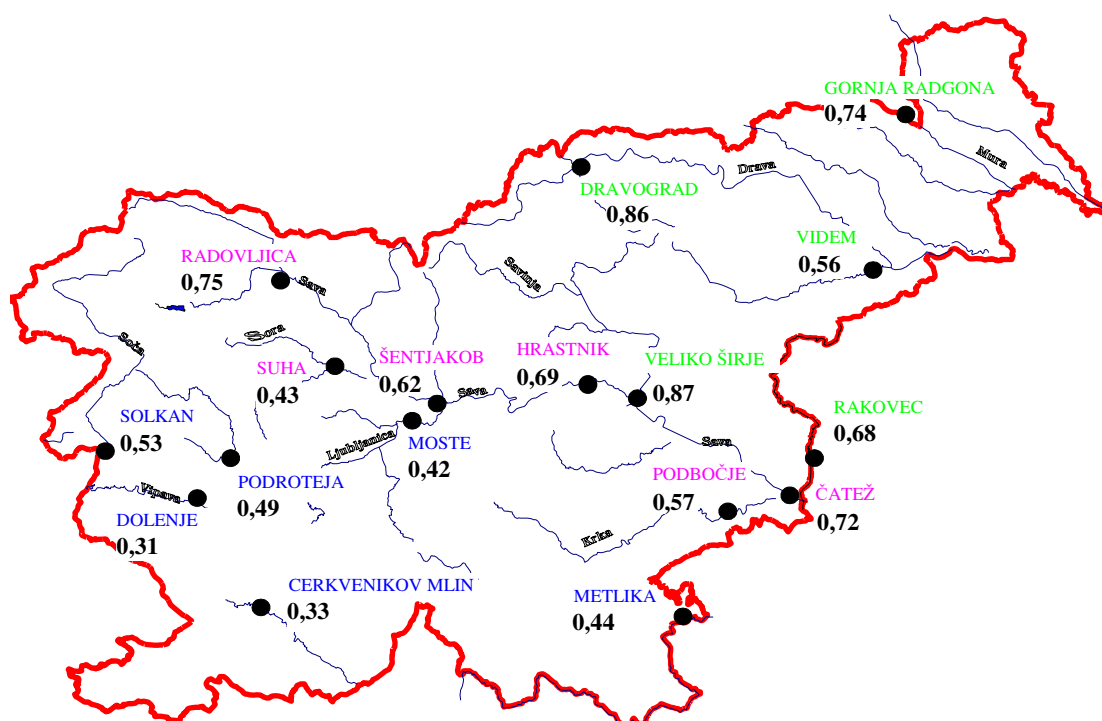 GORNJA RADGONA
0,74
Mura
Drava
DRAVOGRAD
0,86
VIDEM
0,56
RADOVLJICA
0,75
Sava
Savinja
Soča
Sora
SUHA
0,43
ŠENTJAKOB
0,62
Sava
HRASTNIK
0,69
VELIKO ŠIRJE
0,87
SOLKAN
0,53
Ljubljanica
MOSTE
0,42
Sava
RAKOVEC
0,68
PODROTEJA
0,49
Vipava
DOLENJE
0,31
PODBOČJE
0,57
ČATEŽ
0,72
Krka
CERKVENIKOV MLIN
0,33
METLIKA
0,44